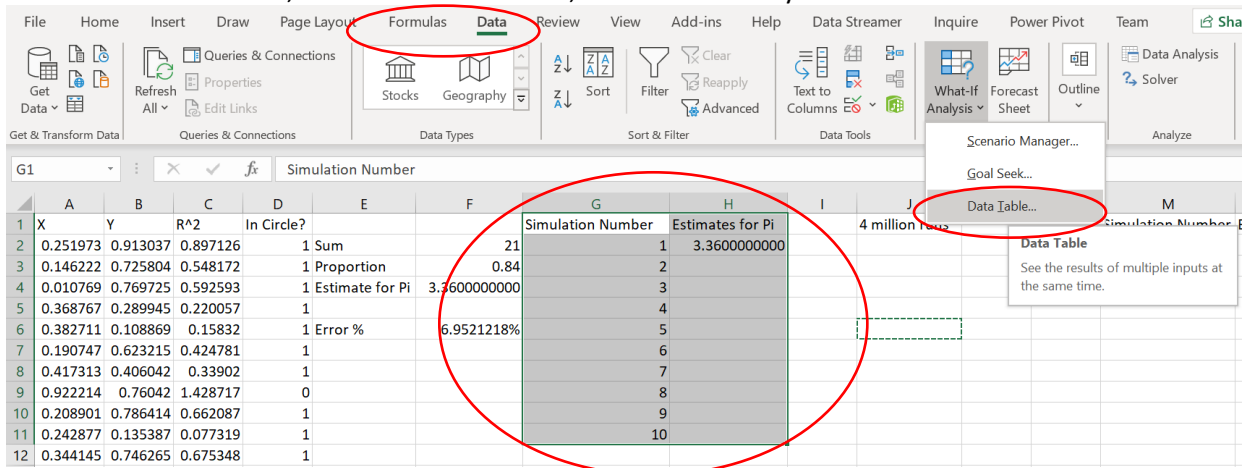 File Home Insert Draw Page Layout Formulas Data Review View Add-ins Help Data Streamer Inquire Power Pivot Team Sha
Get Data
Refresh All
Queries & Connections
Properties
Edit Links
Stocks
Geography
Sort
Filter
Clear
Reapply
Advanced
Text to Columns
What-If Analysis
Forecast Sheet
Outline
Data Analysis
Solver
Get & Transform Data Queries & Connections Data Types Sort & Filter Data Tools Analyze
Scenario Manager...
Goal Seek...
Data Table...
Data Table
See the results of multiple inputs at
the same time.
G1 fx Simulation Number
A B C D E F G H I J M
1 X Y R^2 In Circle? Simulation Number Estimates for Pi 4 million runs Simulation Number
2 0.251973 0.913037 0.897126 1 Sum 21 1 3.3600000000
3 0.146222 0.725804 0.548172 1 Proportion 0.84 2
4 0.010769 0.769725 0.592593 1 Estimate for Pi 3.3600000000 3
5 0.368767 0.289945 0.220057 1 4
6 0.382711 0.108869 0.15832 1 Error % 6.9521218% 5
7 0.190747 0.623215 0.424781 1 6
8 0.417313 0.406042 0.33902 1 7
9 0.922214 0.76042 1.428717 0 8
10 0.208901 0.786414 0.662087 1 9
11 0.242877 0.135387 0.077319 1 10
12 0.344145 0.746265 0.675348 1